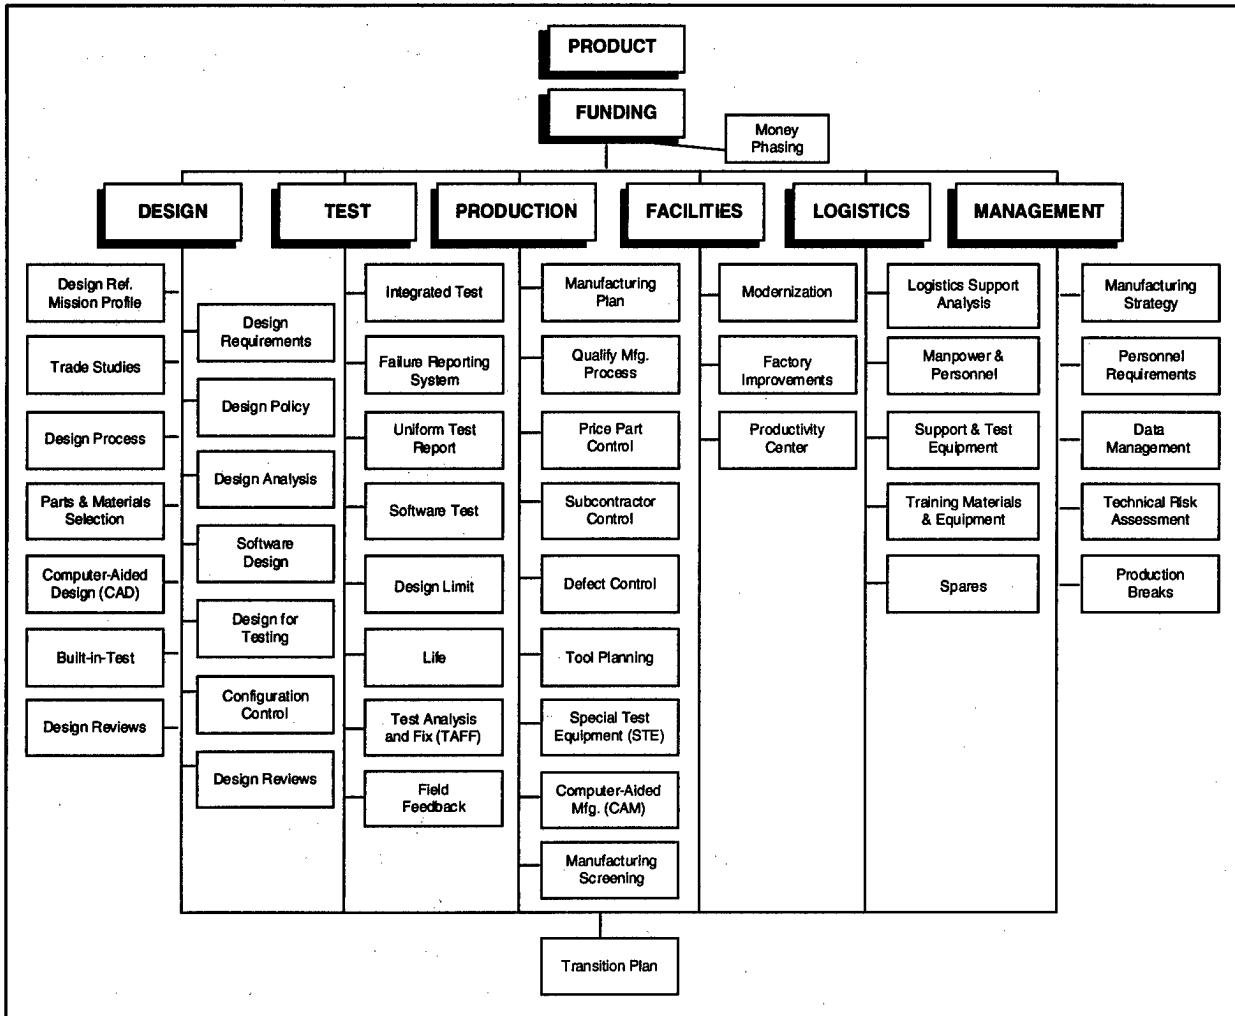 PRODUCT
FUNDING
Money
Phasing
DESIGN
TEST
PRODUCTION
FACILITIES
LOGISTICS
MANAGEMENT
Design Ref.
Mission Profile
Trade Studies
Design Process
Parts & Materials
Selection
Computer-Aided
Design (CAD)
Built-in-Test
Design Reviews
Design
Requirements
Design Policy
Design Analysis
Software
Design
Design for
Testing
Configuration
Control
Design Reviews
Integrated Test
Failure Reporting
System
Uniform Test
Report
Software Test
Design Limit
Life
Test Analysis
and Fix (TAFF)
Field
Feedback
Manufacturing
Plan
Qualify Mfg.
Process
Price Part
Control
Subcontractor
Control
Defect Control
Tool Planning
Special Test
Equipment (STE)
Computer-Aided
Mfg. (CAM)
Manufacturing
Screening
Modernization
Factory
Improvements
Productivity
Center
Logistics Support
Analysis
Manpower &
Personnel
Support & Test
Equipment
Training Materials
& Equipment
Spares
Manufacturing
Strategy
Personnel
Requirements
Data
Management
Technical Risk
Assessment
Production
Breaks
Transition Plan